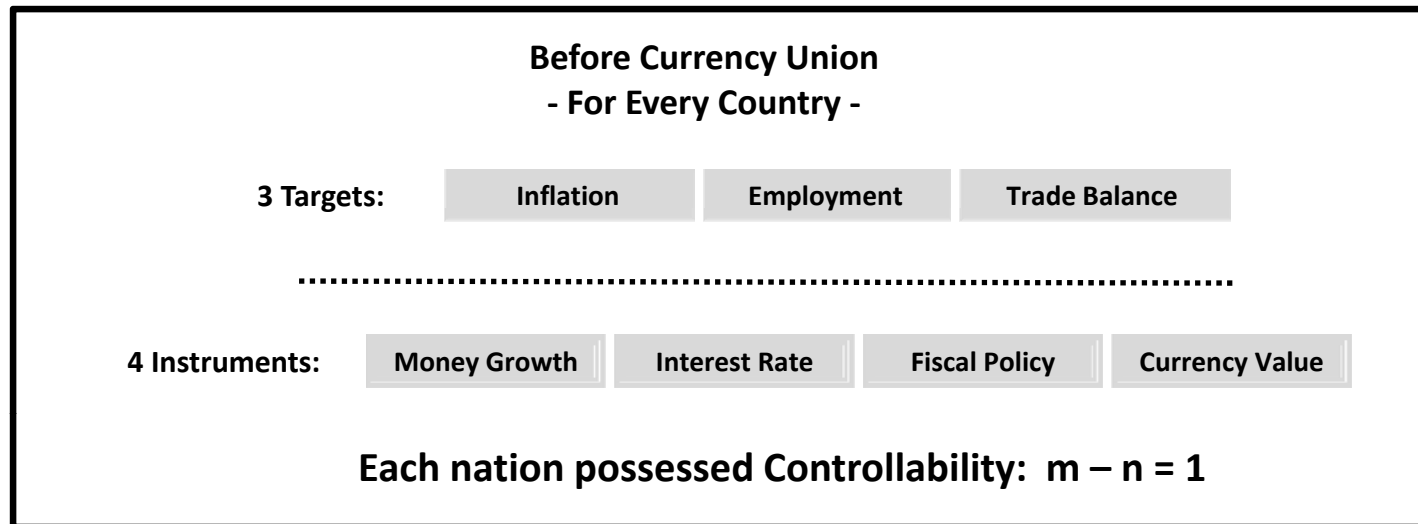 Before Currency Union
- For Every Country -
3 Targets: Inflation Employment Trade Balance
4 Instruments: Money Growth Interest Rate Fiscal Policy Currency Value
Each nation possessed Controllability: m – n = 1